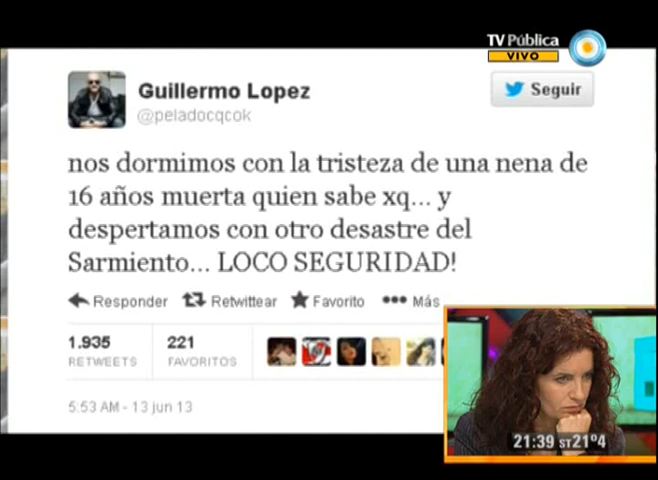 TV Pública
VIVO
Guillermo Lopez
@peladocqcok
Seguir
nos dormimos con la tristeza de una nena de
16 años muerta quien sabe xq... y
despertamos con otro desastre del
Sarmiento... LOCO SEGURIDAD!
Responder Retwittear Favorito Más
1.935 221
RETWEETS FAVORITOS
5:53 AM - 13 jun 13
21:39 ST21º4